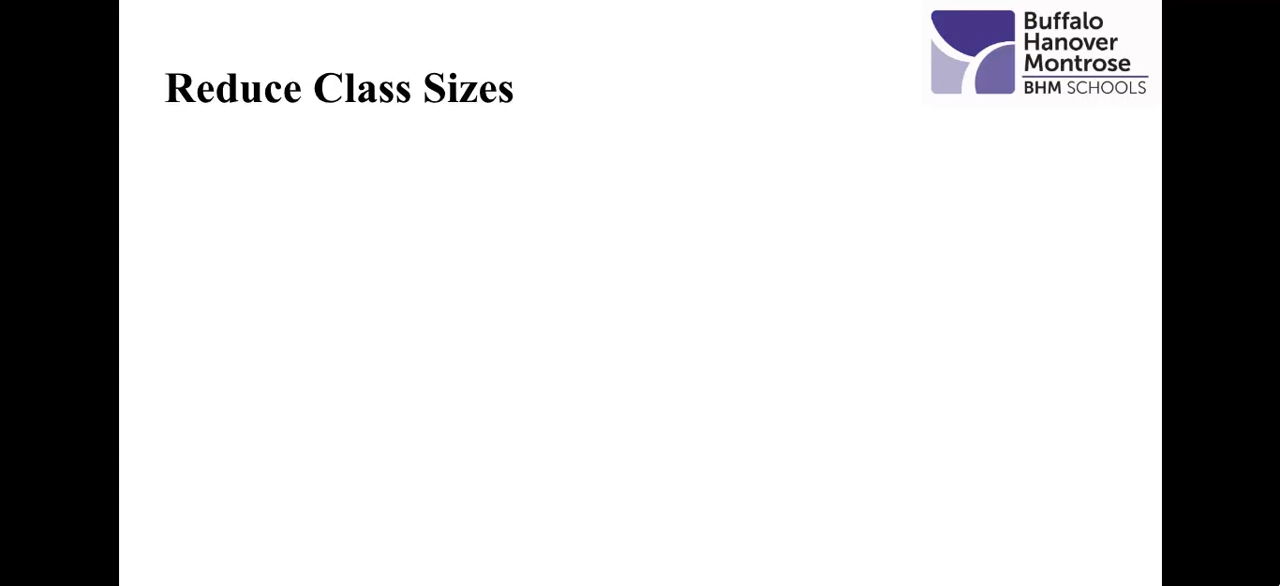 Reduce Class Sizes
Buffalo
Hanover
Montrose
BHM SCHOOLS